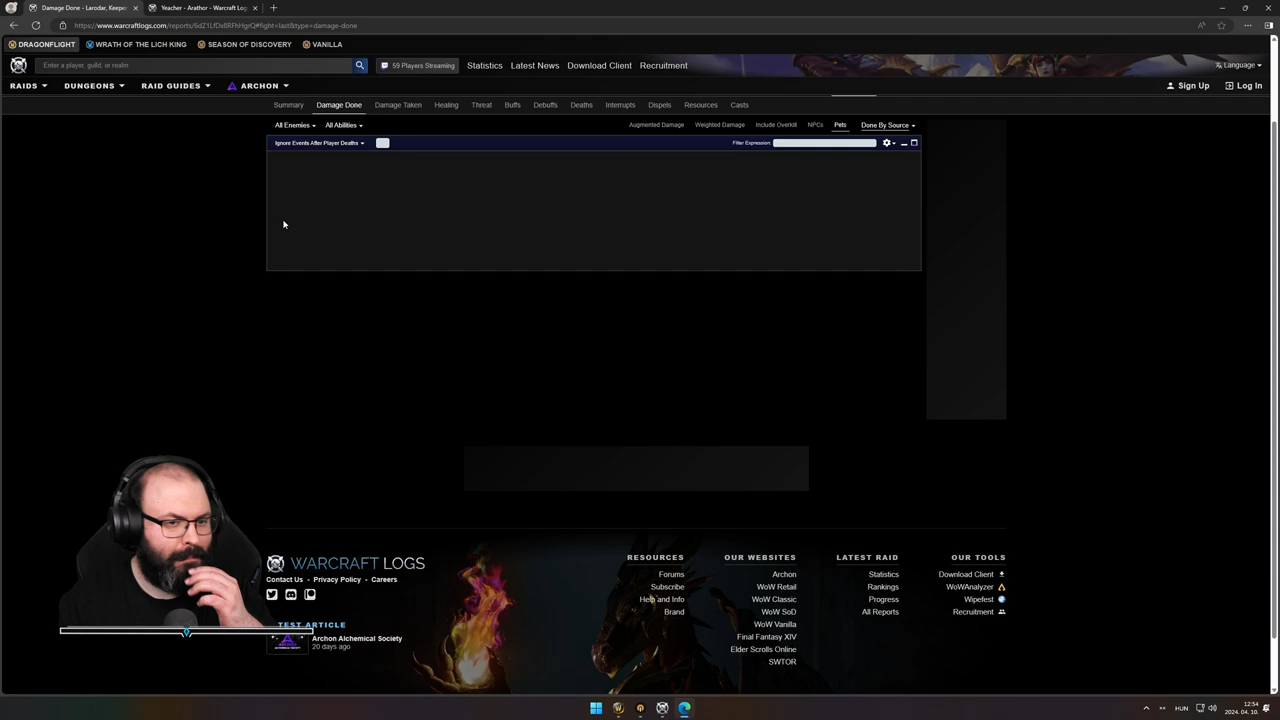 Damage Done - Larodar, Keeper
Yeacher - Arathor - Warcraft Log
https://www.warcraftlogs.com/reports/6dZ1LfDx8RFhHgrQ#fight=last&type=damage-done
DRAGONFLIGHT WRATH OF THE LICH KING SEASON OF DISCOVERY VANILLA
Enter a player, guild, or realm 59 Players Streaming Statistics Latest News Download Client Recruitment Language
RAIDS DUNGEONS RAID GUIDES ARCHON Sign Up Log In
Summary Damage Done Damage Taken Healing Threat Buffs Debuffs Deaths Interrupts Dispels Resources Casts
All Enemies All Abilities Augmented Damage Weighted Damage Include Overkill NPCs Pets Done By Source
Ignore Events After Player Deaths Filter Expression:
WARCRAFT LOGS
Contact Us - Privacy Policy - Careers
TEST ARTICLE
Archon Alchemical Society
20 days ago
RESOURCES
Forums
Subscribe
Help and Info
Brand
OUR WEBSITES
Archon
WoW Retail
WoW Classic
WoW SoD
WoW Vanilla
Final Fantasy XIV
Elder Scrolls Online
SWTOR
LATEST RAID
Statistics
Rankings
Progress
All Reports
OUR TOOLS
Download Client
WoWAnalyzer
Wipefest
Recruitment
HUN
12:54
2024. 04. 10.